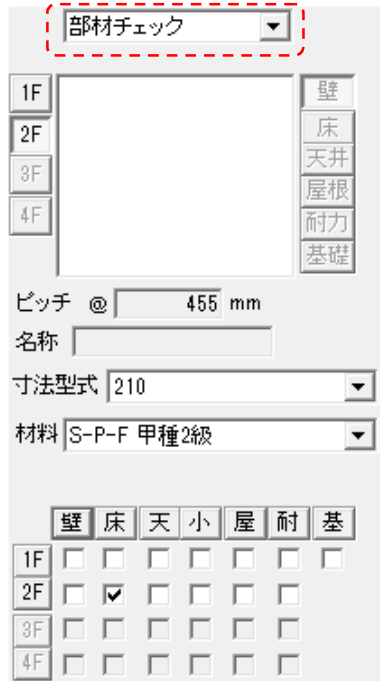 部材チェック
1F
2F
3F
4F
壁
床
天井
屋根
耐力
基礎
ピッチ @ 455 mm
名称
寸法型式 210
材料 S-P-F 甲種2級
壁 床 天 小 屋 耐 基
1F
2F
3F
4F